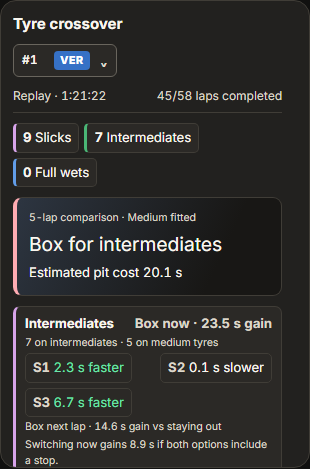 Tyre crossover
#1 VER
Replay · 1:21:22 45/58 laps completed
9 Slicks 7 Intermediates
0 Full wets
5-lap comparison · Medium fitted
Box for intermediates
Estimated pit cost 20.1 s
Intermediates Box now · 23.5 s gain
7 on intermediates · 5 on medium tyres
S1 2.3 s faster S2 0.1 s slower
S3 6.7 s faster
Box next lap · 14.6 s gain vs staying out
Switching now gains 8.9 s if both options include
a stop.